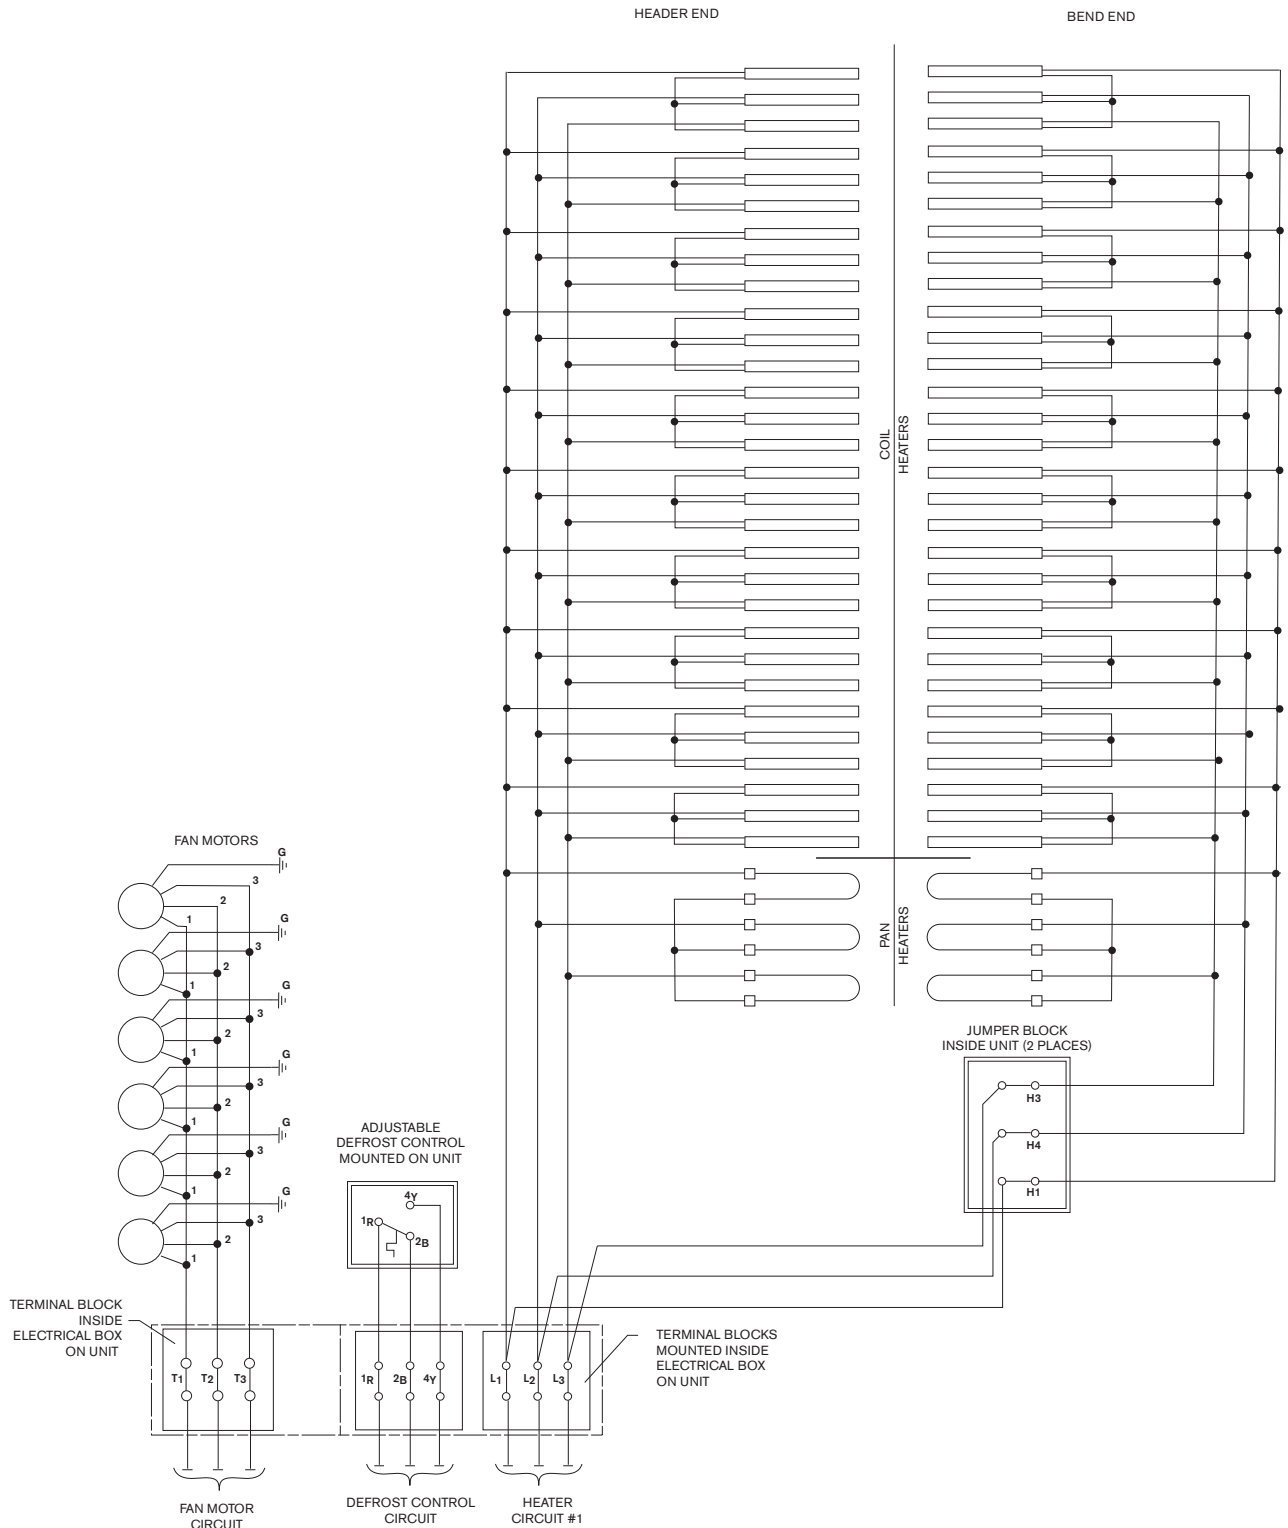 HEADER END
BEND END
COIL
HEATERS
PAN
HEATERS
FAN MOTORS
G
3
2
1
G
3
2
1
G
3
2
1
G
3
2
1
G
3
2
1
G
3
2
1
JUMPER BLOCK
INSIDE UNIT (2 PLACES)
H3
H4
H1
ADJUSTABLE
DEFROST CONTROL
MOUNTED ON UNIT
4Y
1R
2B
TERMINAL BLOCK
INSIDE
ELECTRICAL BOX
ON UNIT
TERMINAL BLOCKS
MOUNTED INSIDE
ELECTRICAL BOX
ON UNIT
T1 T2 T3
1R 2B 4Y
L1 L2 L3
FAN MOTOR
CIRCUIT
DEFROST CONTROL
CIRCUIT
HEATER
CIRCUIT #1